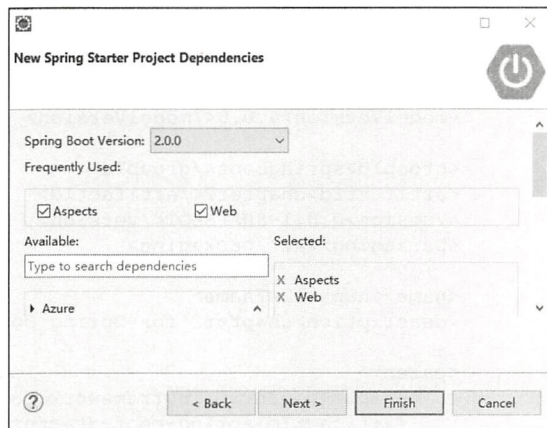 New Spring Starter Project Dependencies
Spring Boot Version: 2.0.0
Frequently Used:
Aspects Web
Available: Selected:
Type to search dependencies
X Aspects
X Web
Azure
? < Back Next > Finish Cancel